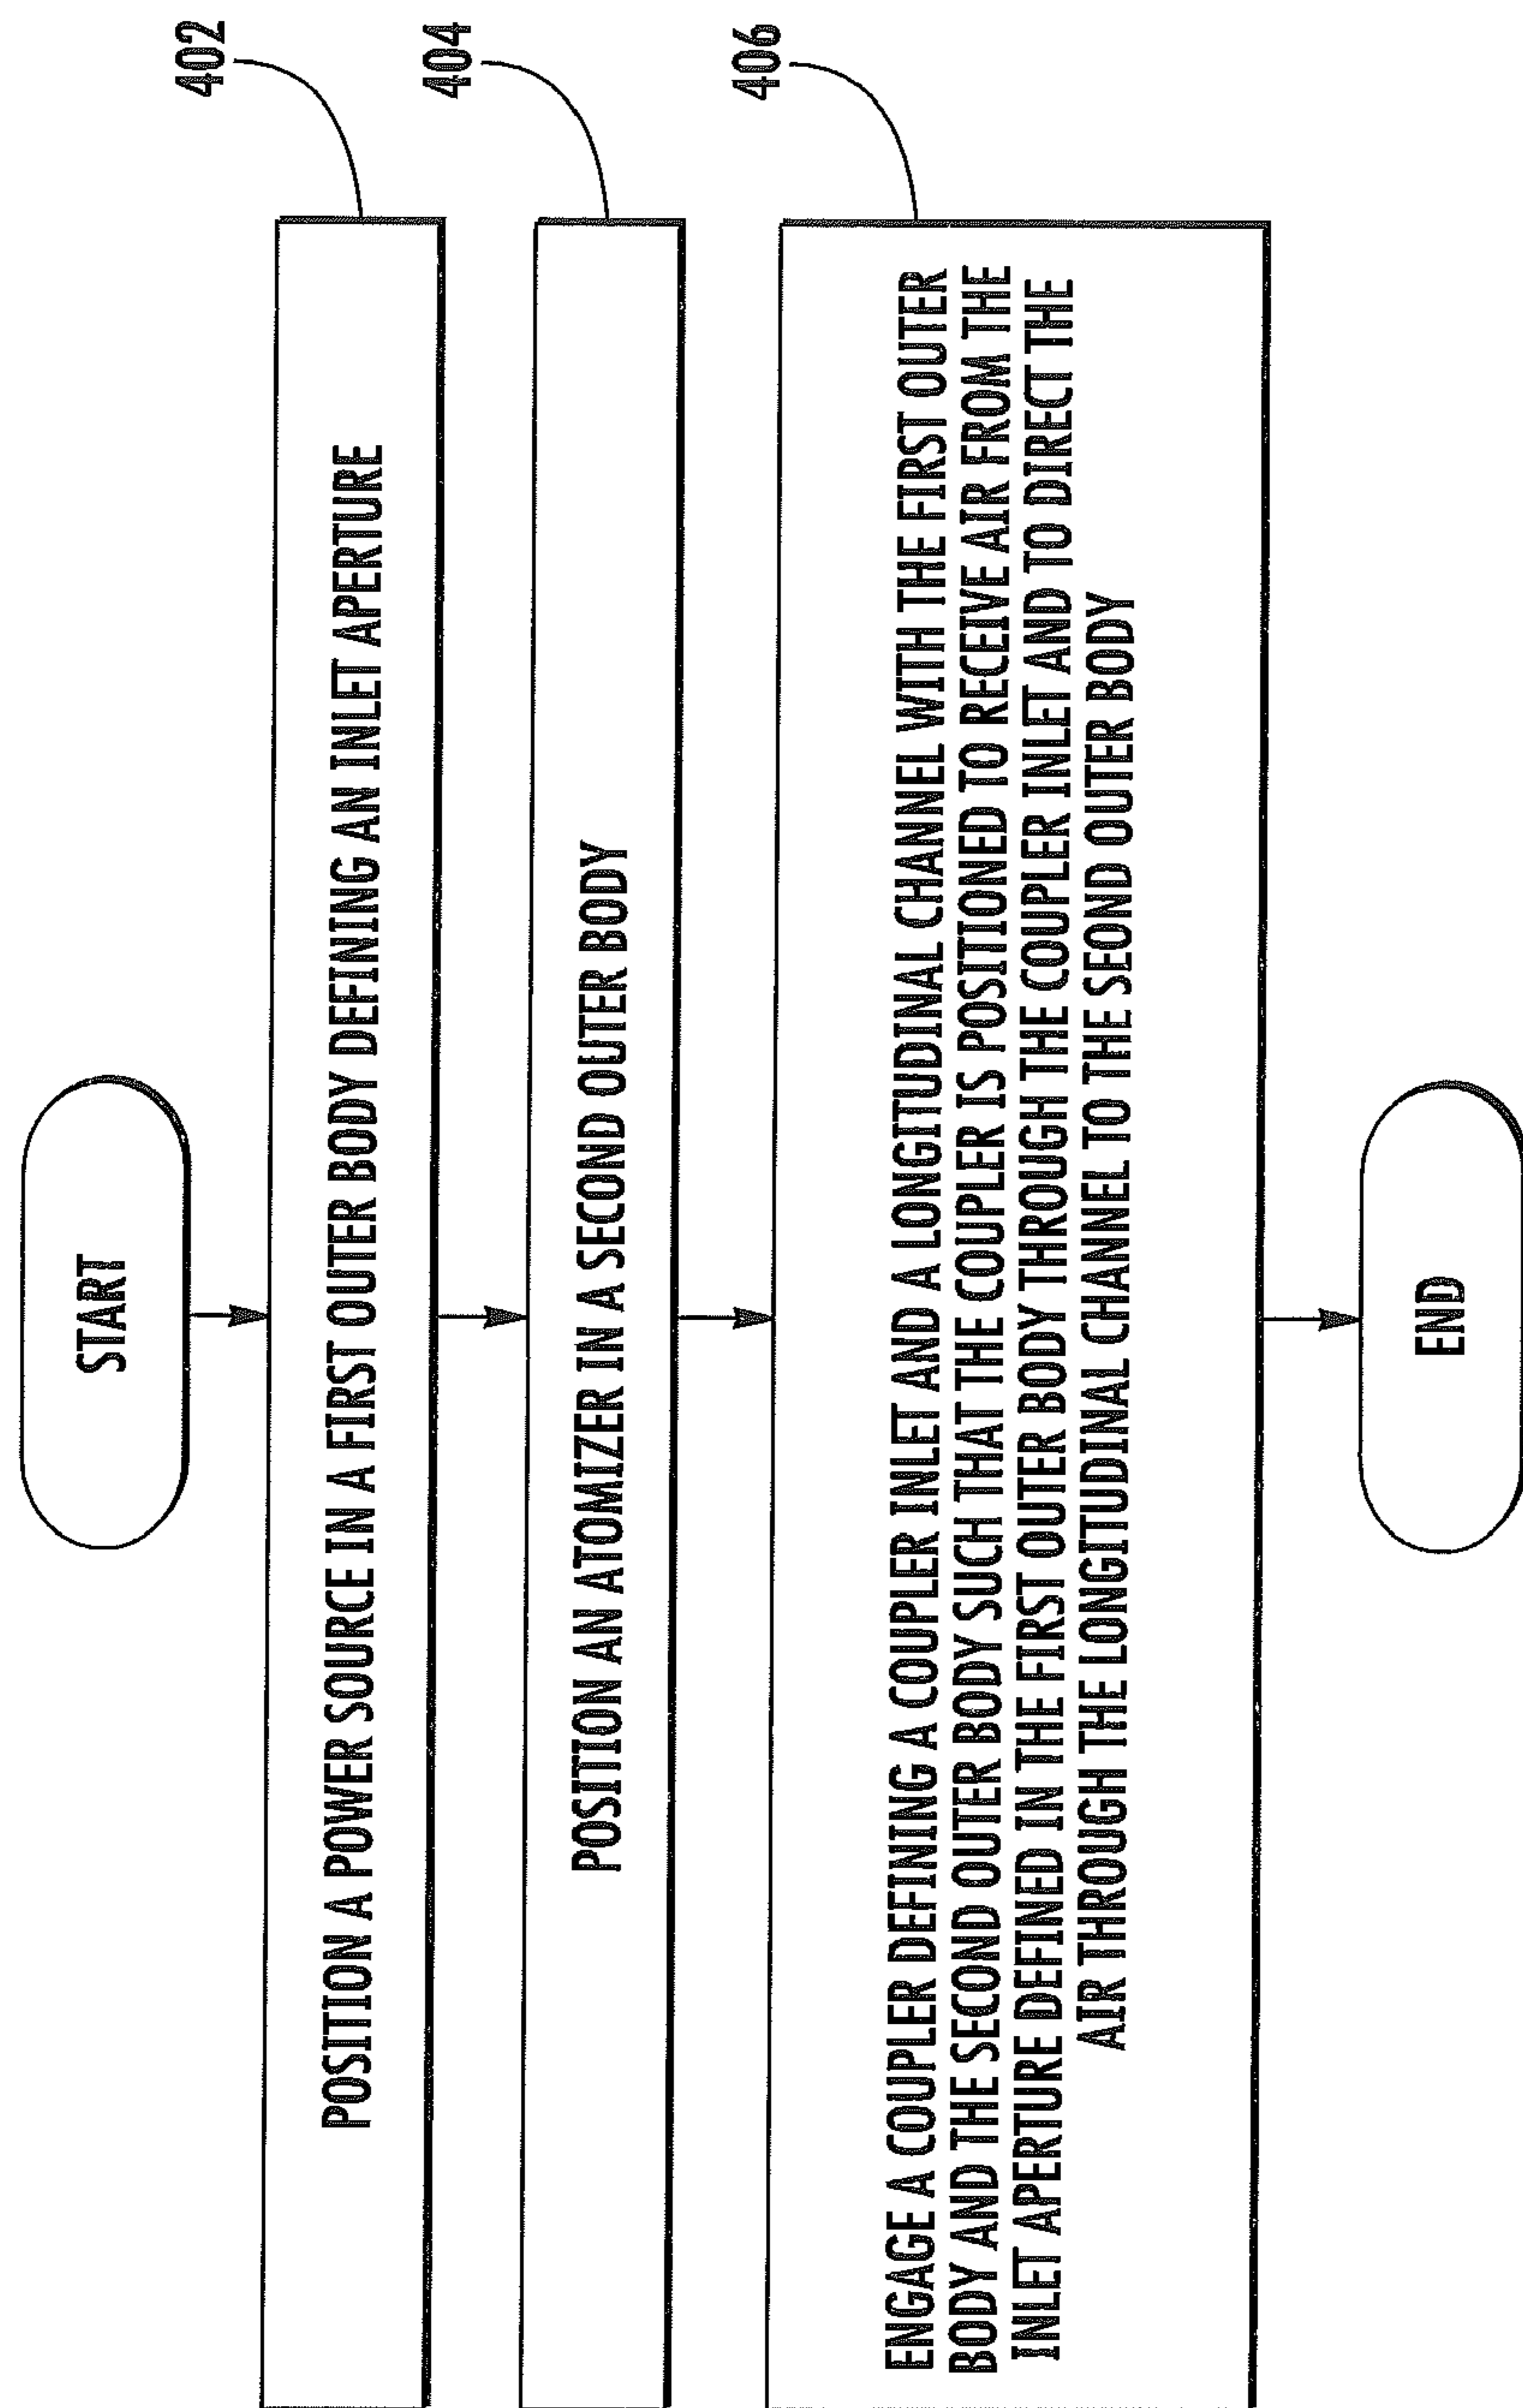 START
402
POSITION A POWER SOURCE IN A FIRST OUTER BODY DEFINING AN INLET APERTURE
404
POSITION AN ATOMIZER IN A SECOND OUTER BODY
406
ENGAGE A COUPLER DEFINING A COUPLER INLET AND A LONGITUDINAL CHANNEL WITH THE FIRST OUTER
BODY AND THE SECOND OUTER BODY SUCH THAT THE COUPLER IS POSITIONED TO RECEIVE AIR FROM THE
INLET APERTURE DEFINED IN THE FIRST OUTER BODY THROUGH THE COUPLER INLET AND TO DIRECT THE
AIR THROUGH THE LONGITUDINAL CHANNEL TO THE SEOND OUTER BODY
END